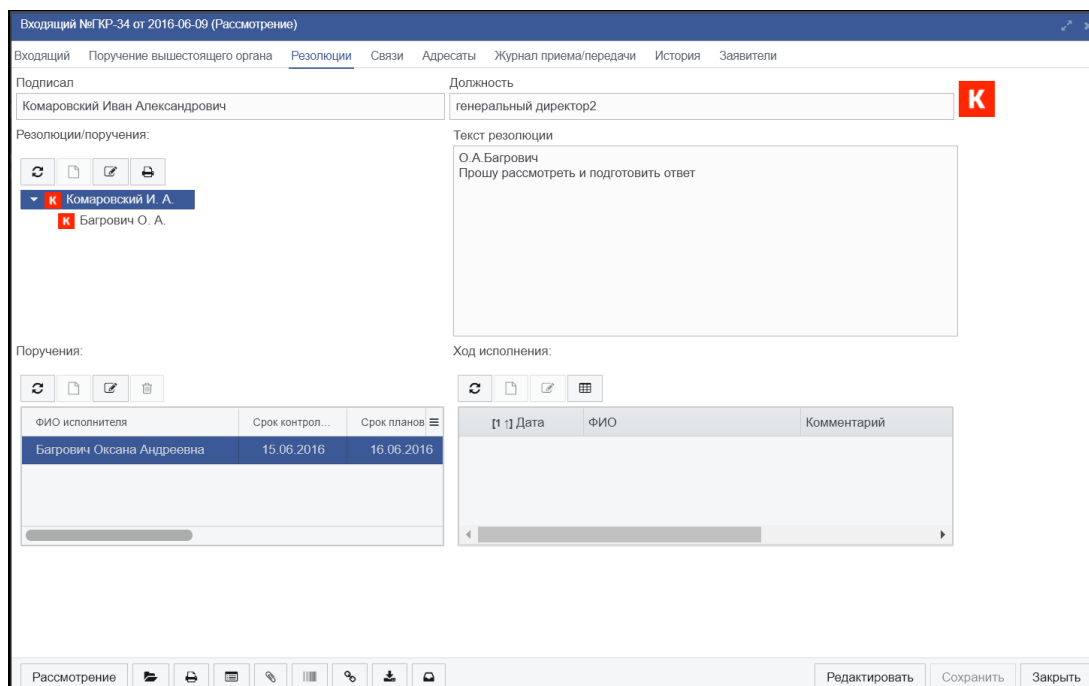 Входящий №ГКР-34 от 2016-06-09 (Рассмотрение)
Входящий Поручение вышестоящего органа Резолюции Связи Адресаты Журнал приема/передачи История Заявители
Подписал Должность
Комаровский Иван Александрович генеральный директор2 К
Резолюции/поручения: Текст резолюции
О.А.Багрович
Прошу рассмотреть и подготовить ответ
К Комаровский И. А.
К Багрович О. А.
Поручения: Ход исполнения:
ФИО исполнителя Срок контрол... Срок планов [1 ↑] Дата ФИО Комментарий
Багрович Оксана Андреевна 15.06.2016 16.06.2016
Рассмотрение Редактировать Сохранить Закрыть